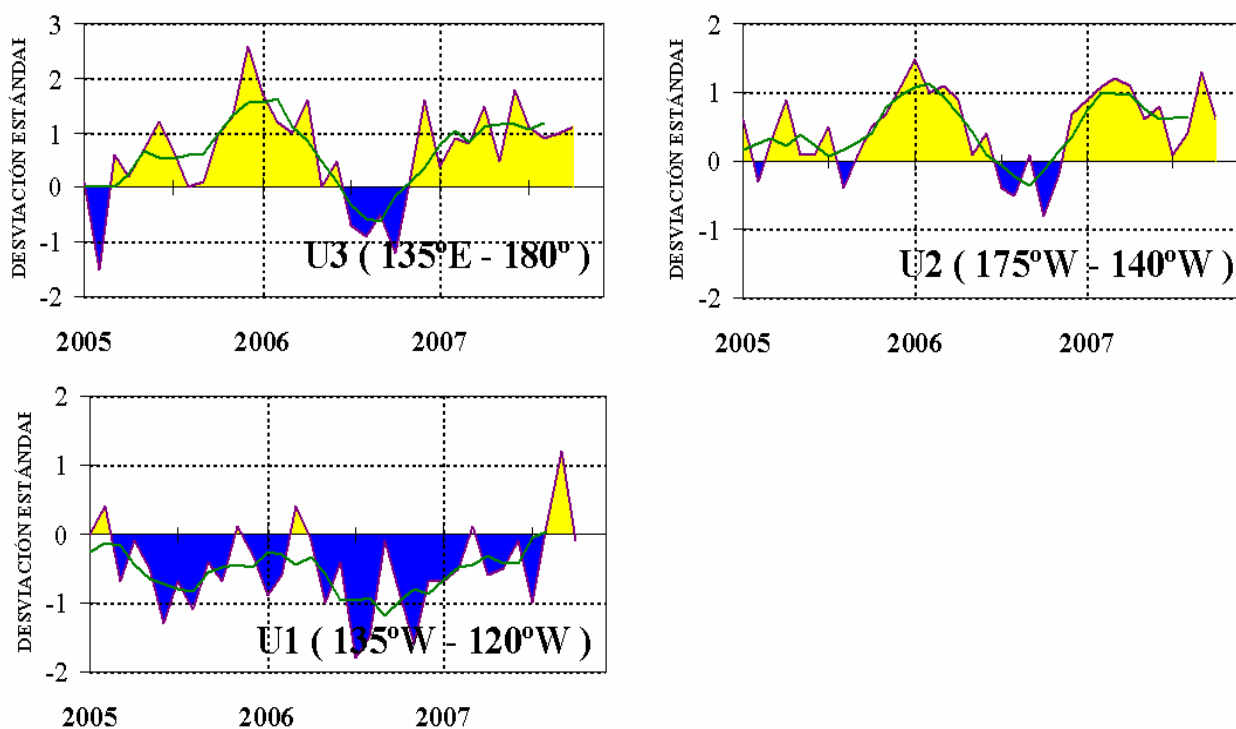 DESVIACIÓN ESTÁNDAI
3
2
1
0
-1
-2
U3 ( 135ºE - 180º )
2005 2006 2007
DESVIACIÓN ESTÁNDAI
2
1
0
-1
-2
U2 ( 175ºW - 140ºW )
2005 2006 2007
DESVIACIÓN ESTÁNDAI
2
1
0
-1
-2
U1 ( 135ºW - 120ºW )
2005 2006 2007